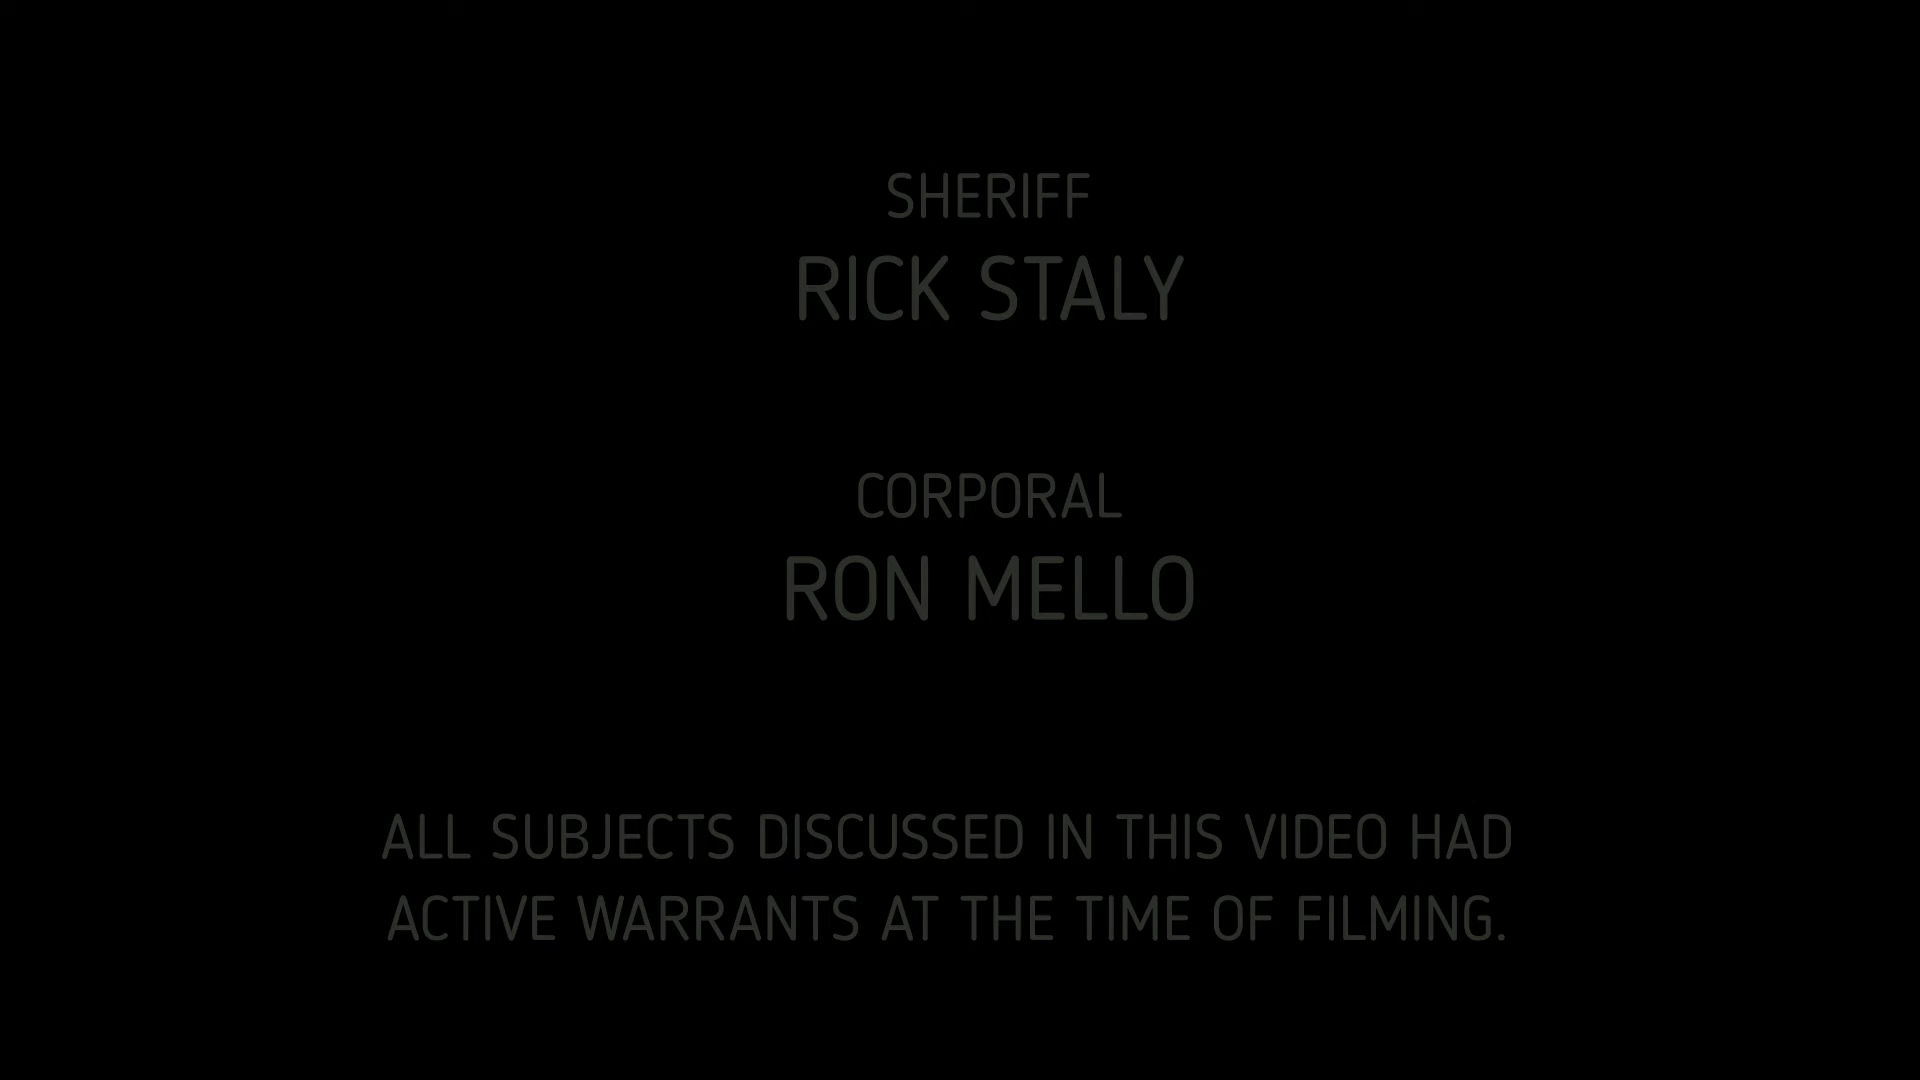 SHERIFF
RICK STALY
CORPORAL
RON MELLO
ALL SUBJECTS DISCUSSED IN THIS VIDEO HAD
ACTIVE WARRANTS AT THE TIME OF FILMING.